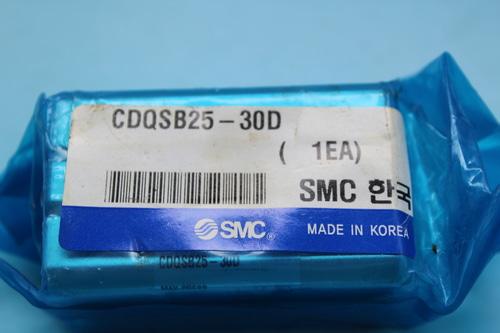 CDQSB25-30D
( 1EA)
SMC 한국
SMC® MADE IN KOREA
CDQSB25-30D